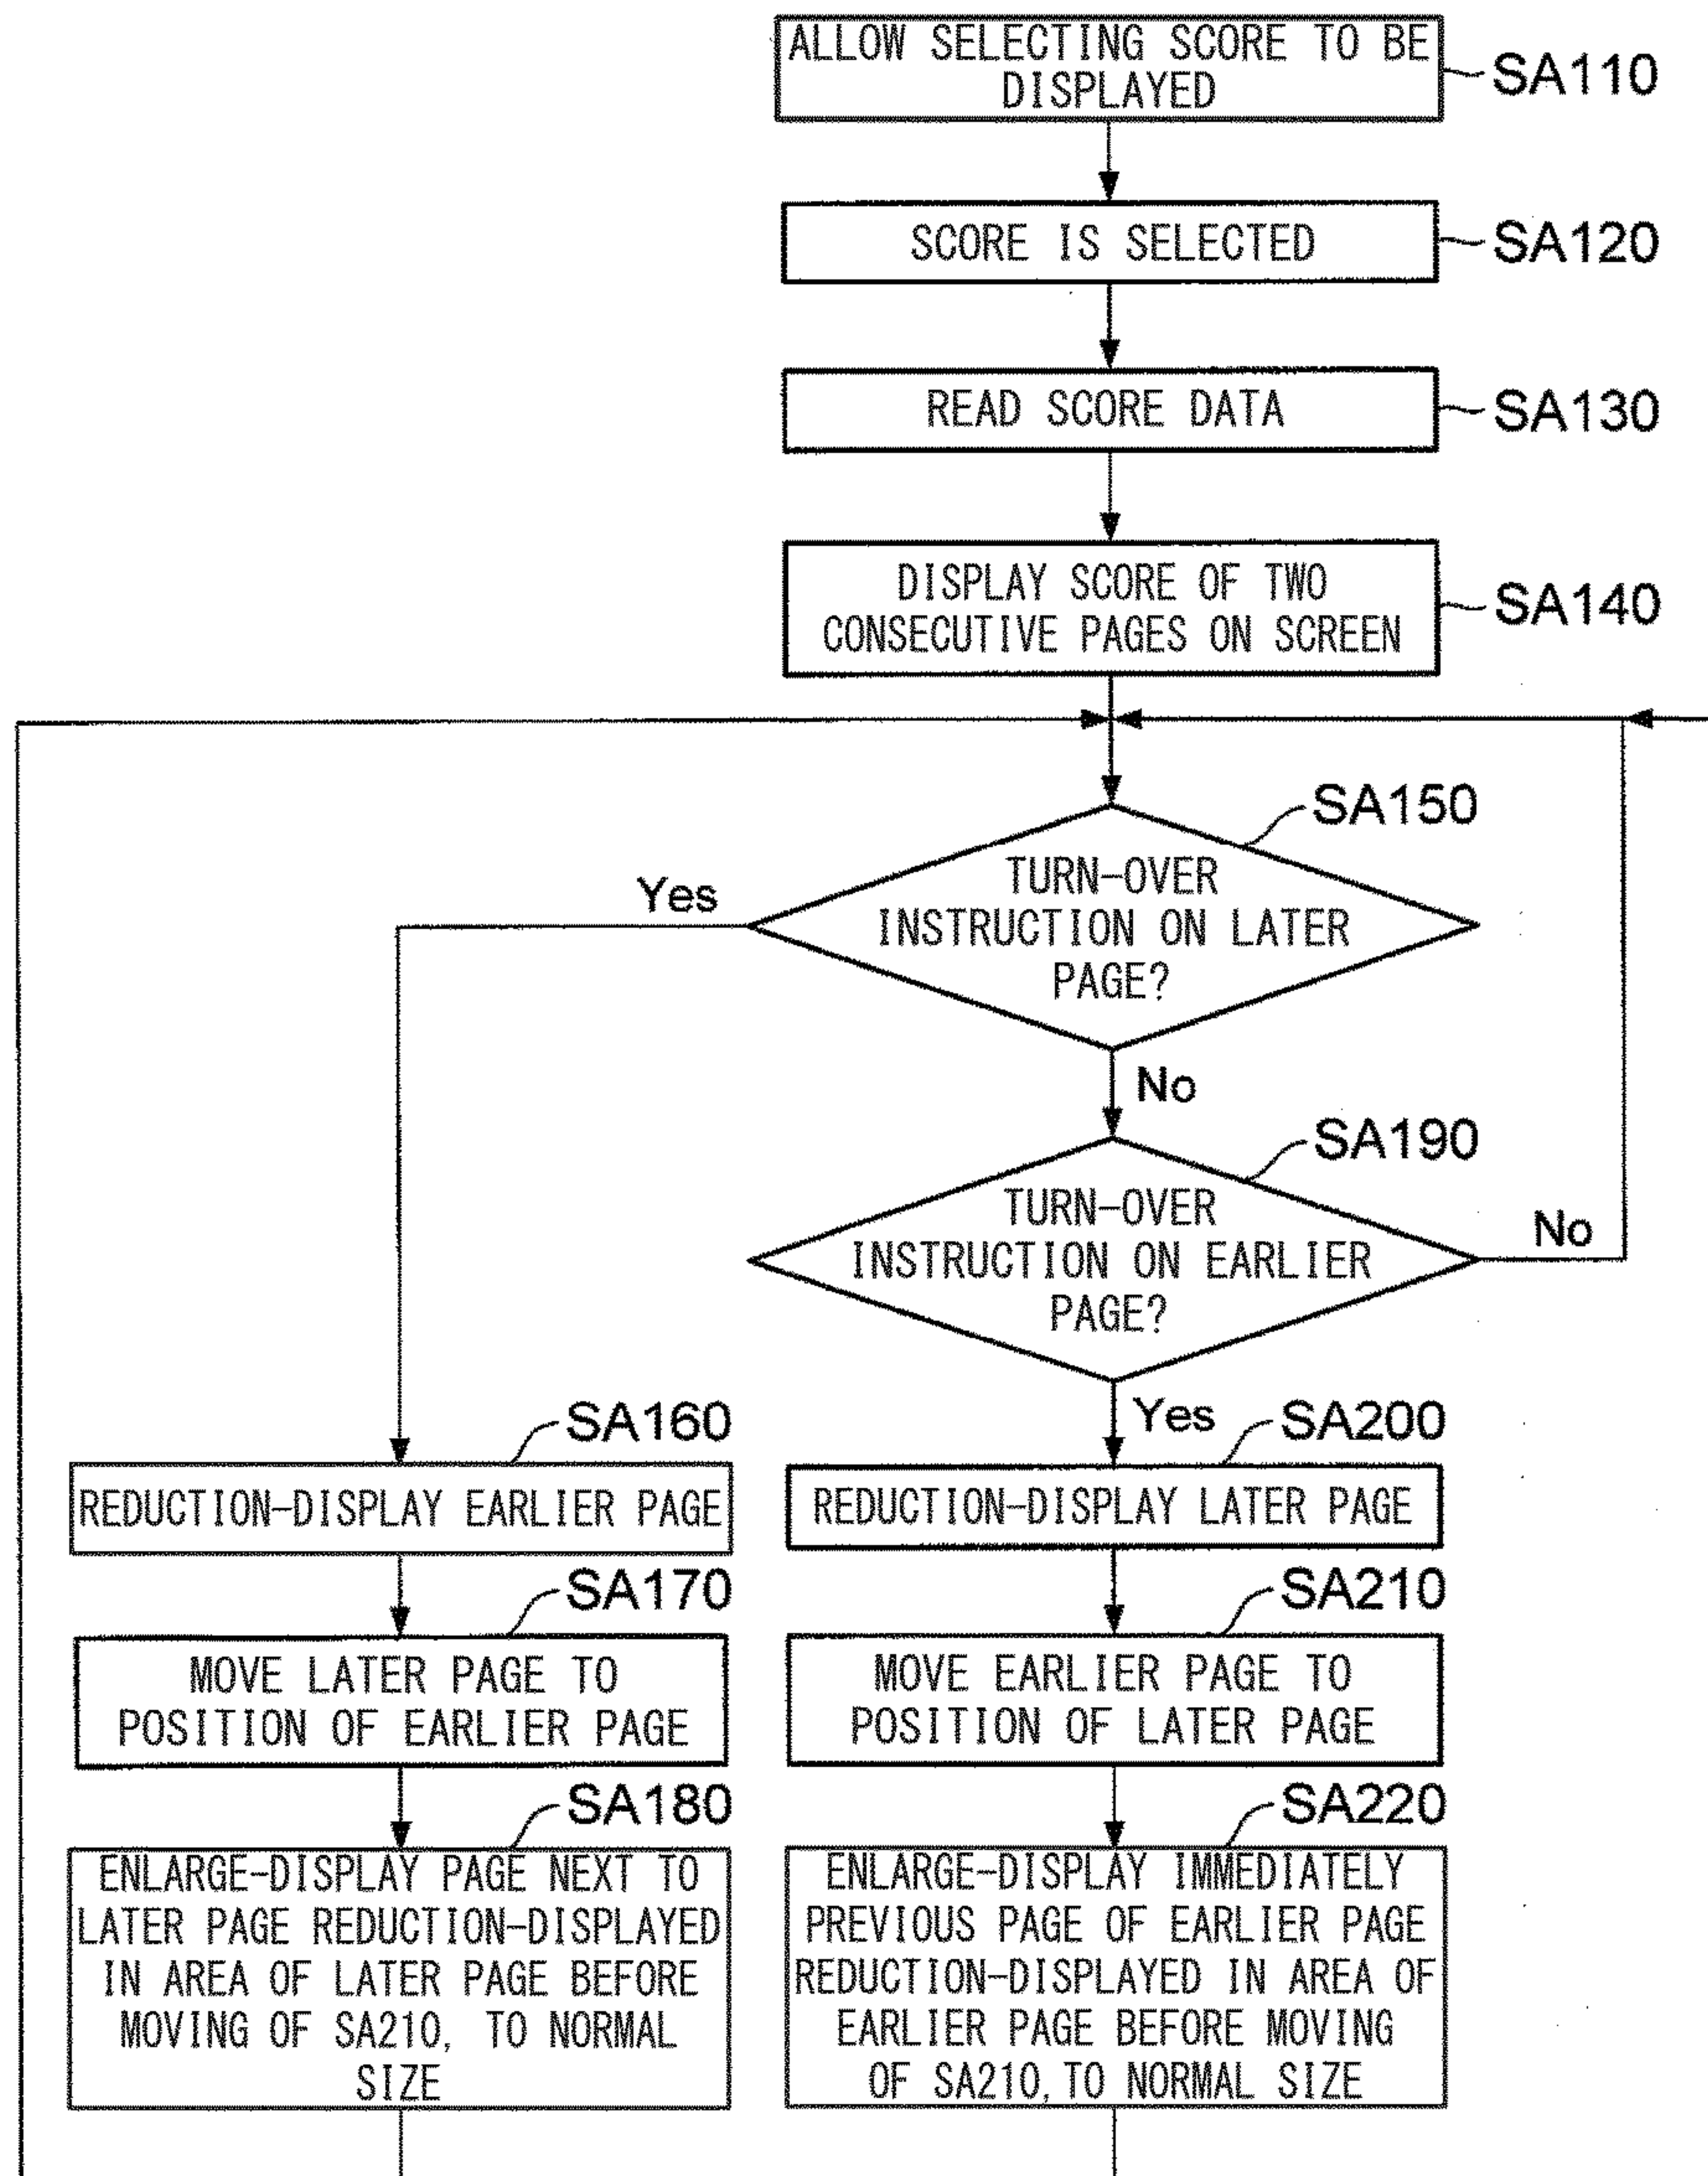 ALLOW SELECTING SCORE TO BE
DISPLAYED
SA110
SCORE IS SELECTED
SA120
READ SCORE DATA
SA130
DISPLAY SCORE OF TWO
CONSECUTIVE PAGES ON SCREEN
SA140
SA150
TURN-OVER
INSTRUCTION ON LATER
PAGE?
Yes
No
SA190
TURN-OVER
INSTRUCTION ON EARLIER
PAGE?
No
Yes
SA160
REDUCTION-DISPLAY EARLIER PAGE
SA170
MOVE LATER PAGE TO
POSITION OF EARLIER PAGE
SA180
ENLARGE-DISPLAY PAGE NEXT TO
LATER PAGE REDUCTION-DISPLAYED
IN AREA OF LATER PAGE BEFORE
MOVING OF SA210, TO NORMAL
SIZE
SA200
REDUCTION-DISPLAY LATER PAGE
SA210
MOVE EARLIER PAGE TO
POSITION OF LATER PAGE
SA220
ENLARGE-DISPLAY IMMEDIATELY
PREVIOUS PAGE OF EARLIER PAGE
REDUCTION-DISPLAYED IN AREA OF
EARLIER PAGE BEFORE MOVING
OF SA210, TO NORMAL SIZE